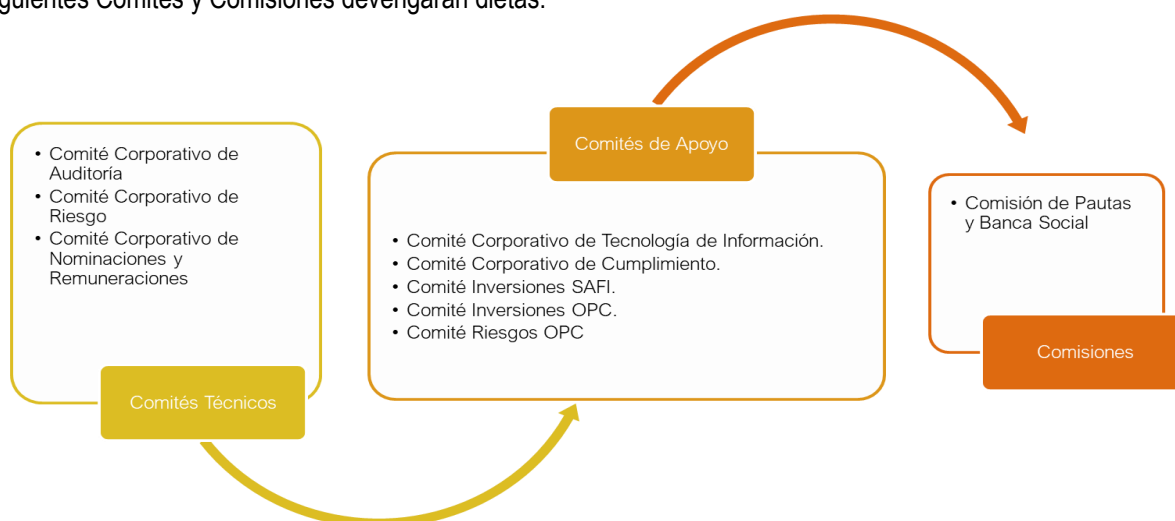 siguientes Comités y Comisiones devengarán dietas:
• Comité Corporativo de
Auditoría
• Comité Corporativo de
Riesgo
• Comité Corporativo de
Nominaciones y
Remuneraciones
Comités Técnicos
Comités de Apoyo
• Comité Corporativo de Tecnología de Información.
• Comité Corporativo de Cumplimiento.
• Comité Inversiones SAFI.
• Comité Inversiones OPC.
• Comité Riesgos OPC
• Comisión de Pautas
y Banca Social
Comisiones